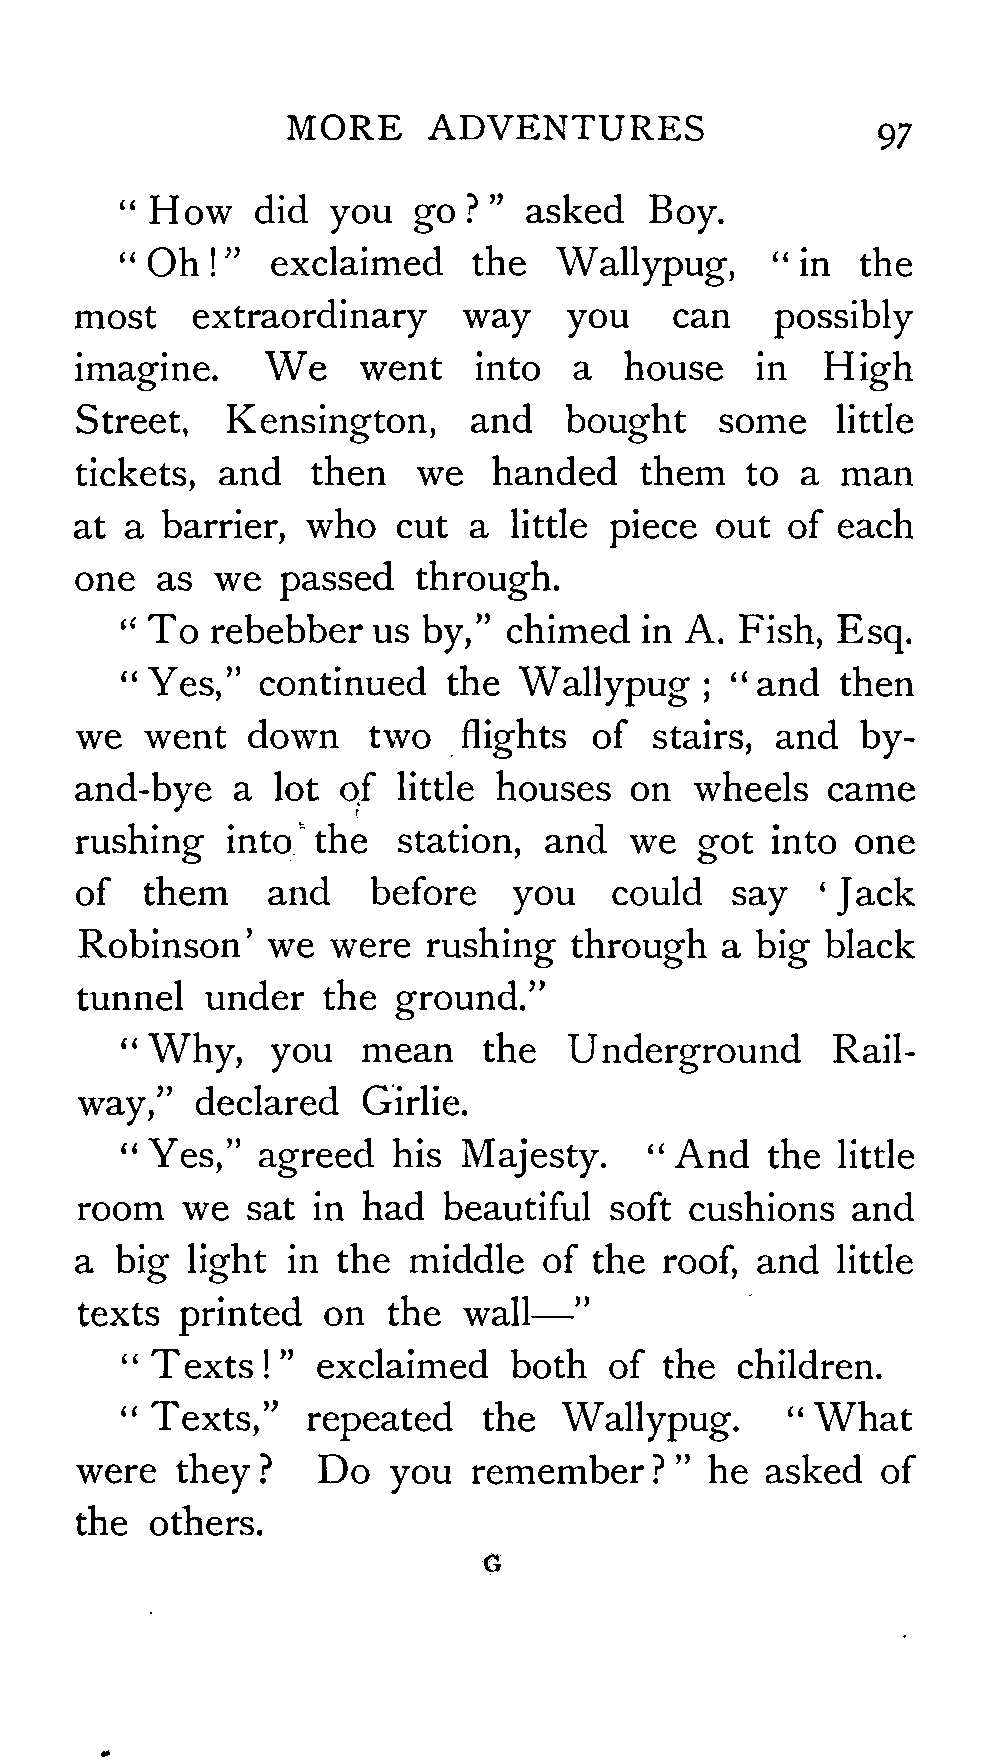 MORE ADVENTURES 97
" How did you go ? " asked Boy.
" Oh ! " exclaimed the Wallypug, " in the
most extraordinary way you can possibly
imagine. We went into a house in High
Street, Kensington, and bought some little
tickets, and then we handed them to a man
at a barrier, who cut a little piece out of each
one as we passed through.
" To rebebber us by," chimed in A. Fish, Esq.
" Yes," continued the Wallypug ; " and then
we went down two flights of stairs, and by-
and-bye a lot of little houses on wheels came
rushing into the station, and we got into one
of them and before you could say ' Jack
Robinson' we were rushing through a big black
tunnel under the ground."
" Why, you mean the Underground Rail-
way," declared Girlie.
" Yes," agreed his Majesty. " And the little
room we sat in had beautiful soft cushions and
a big light in the middle of the roof, and little
texts printed on the wall—"
" Texts ! " exclaimed both of the children.
" Texts," repeated the Wallypug. " What
were they ? Do you remember ? " he asked of
the others.
G